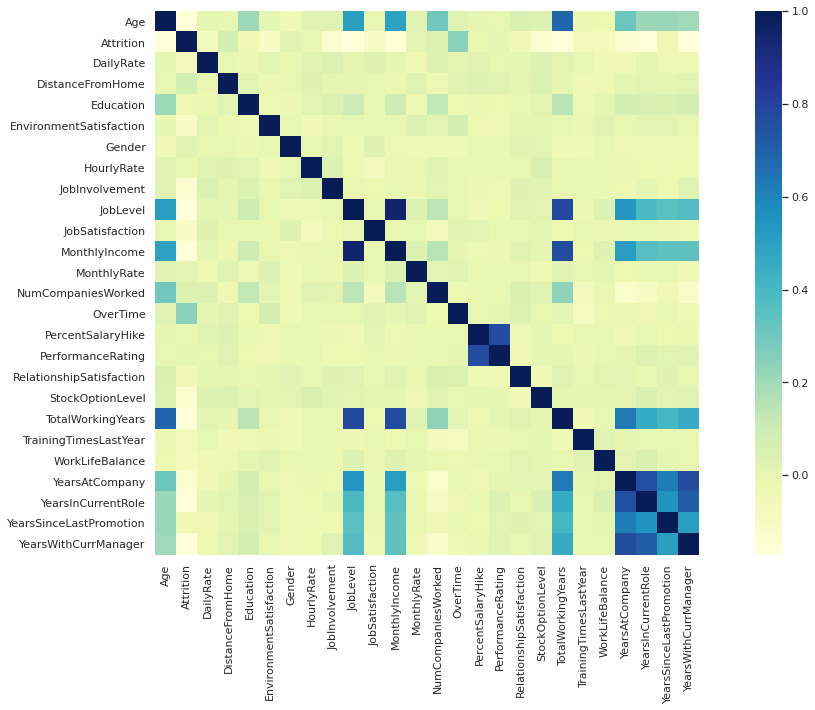 Age
Attrition
DailyRate
DistanceFromHome
Education
EnvironmentSatisfaction
Gender
HourlyRate
JobInvolvement
JobLevel
JobSatisfaction
MonthlyIncome
MonthlyRate
NumCompaniesWorked
OverTime
PercentSalaryHike
PerformanceRating
RelationshipSatisfaction
StockOptionLevel
TotalWorkingYears
TrainingTimesLastYear
WorkLifeBalance
YearsAtCompany
YearsInCurrentRole
YearsSinceLastPromotion
YearsWithCurrManager
Age
Attrition
DailyRate
DistanceFromHome
Education
EnvironmentSatisfaction
Gender
HourlyRate
JobInvolvement
JobLevel
JobSatisfaction
MonthlyIncome
MonthlyRate
NumCompaniesWorked
OverTime
PercentSalaryHike
PerformanceRating
RelationshipSatisfaction
StockOptionLevel
TotalWorkingYears
TrainingTimesLastYear
WorkLifeBalance
YearsAtCompany
YearsInCurrentRole
YearsSinceLastPromotion
YearsWithCurrManager
1.0
0.8
0.6
0.4
0.2
0.0